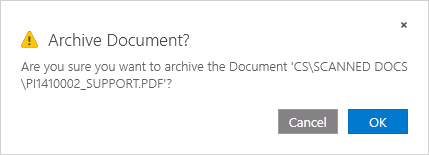 Archive Document?
Are you sure you want to archive the Document 'CS\SCANNED DOCS
\PI1410002_SUPPORT.PDF'?
Cancel OK